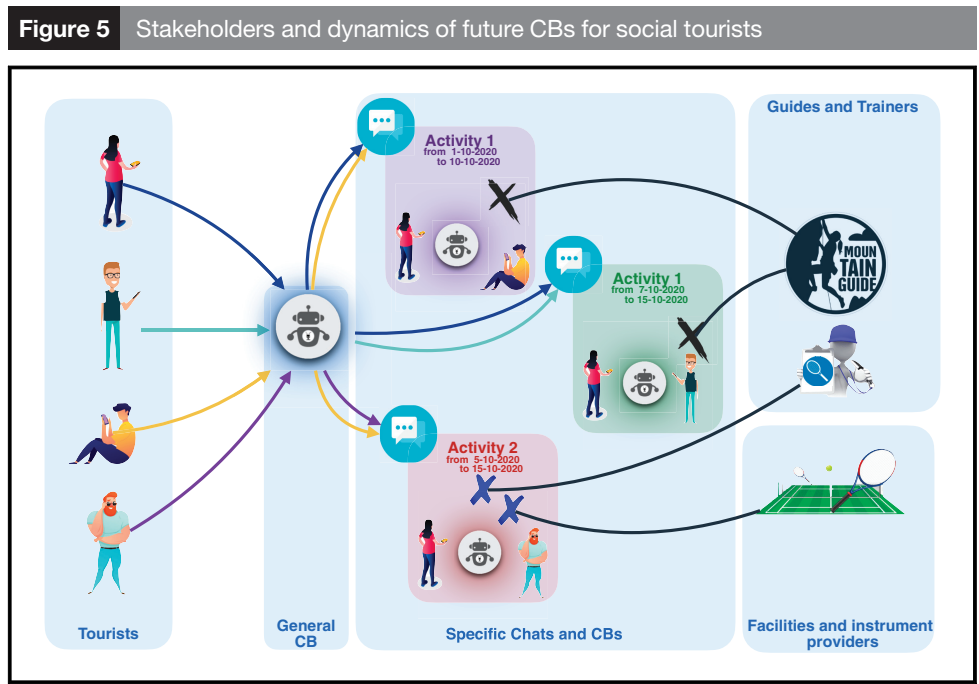 Figure 5 Stakeholders and dynamics of future CBs for social tourists
Guides and Trainers
Activity 1
from 1-10-2020
to 10-10-2020
MOUN
TAIN
GUIDE
Activity 1
from 7-10-2020
to 15-10-2020
Activity 2
from 5-10-2020
to 15-10-2020
Tourists
General
CB
Specific Chats and CBs
Facilities and instrument
providers